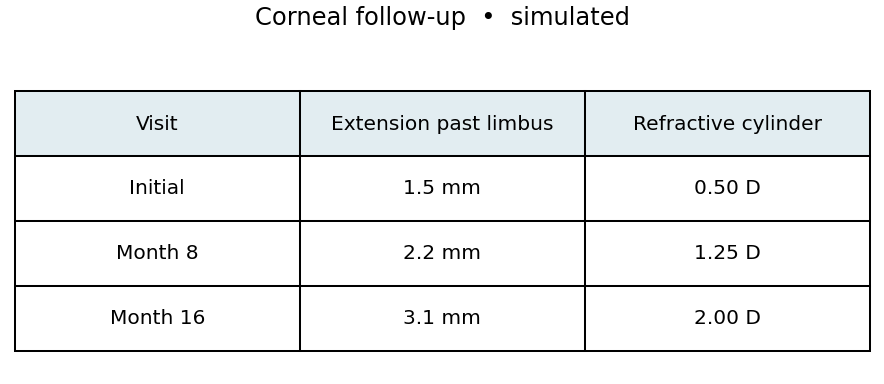 Corneal follow-up • simulated
Visit Extension past limbus Refractive cylinder
Initial 1.5 mm 0.50 D
Month 8 2.2 mm 1.25 D
Month 16 3.1 mm 2.00 D